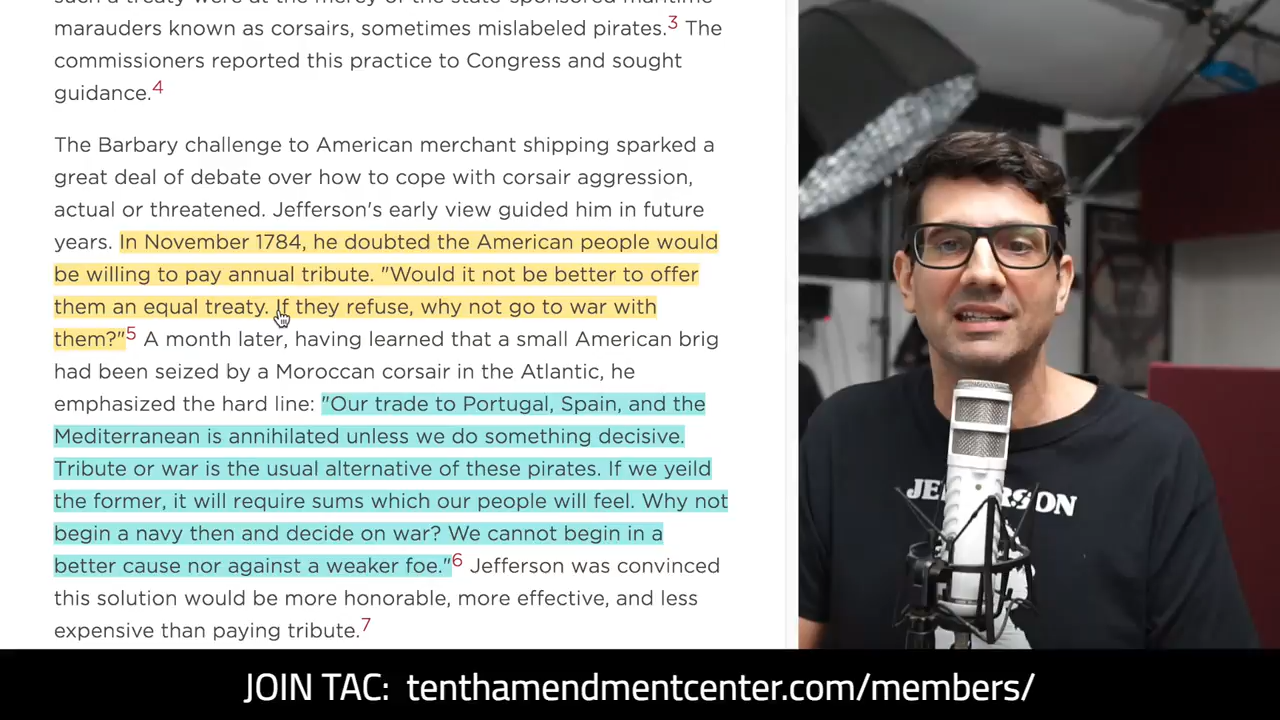 such a treaty were at the mercy of the state-sponsored maritime
marauders known as corsairs, sometimes mislabeled pirates.3 The
commissioners reported this practice to Congress and sought
guidance.4
The Barbary challenge to American merchant shipping sparked a
great deal of debate over how to cope with corsair aggression,
actual or threatened. Jefferson's early view guided him in future
years. In November 1784, he doubted the American people would
be willing to pay annual tribute. "Would it not be better to offer
them an equal treaty. If they refuse, why not go to war with
them?"5 A month later, having learned that a small American brig
had been seized by a Moroccan corsair in the Atlantic, he
emphasized the hard line: "Our trade to Portugal, Spain, and the
Mediterranean is annihilated unless we do something decisive.
Tribute or war is the usual alternative of these pirates. If we yeild
the former, it will require sums which our people will feel. Why not
begin a navy then and decide on war? We cannot begin in a
better cause nor against a weaker foe."6 Jefferson was convinced
this solution would be more honorable, more effective, and less
expensive than paying tribute.7
JOIN TAC: tenthamendmentcenter.com/members/